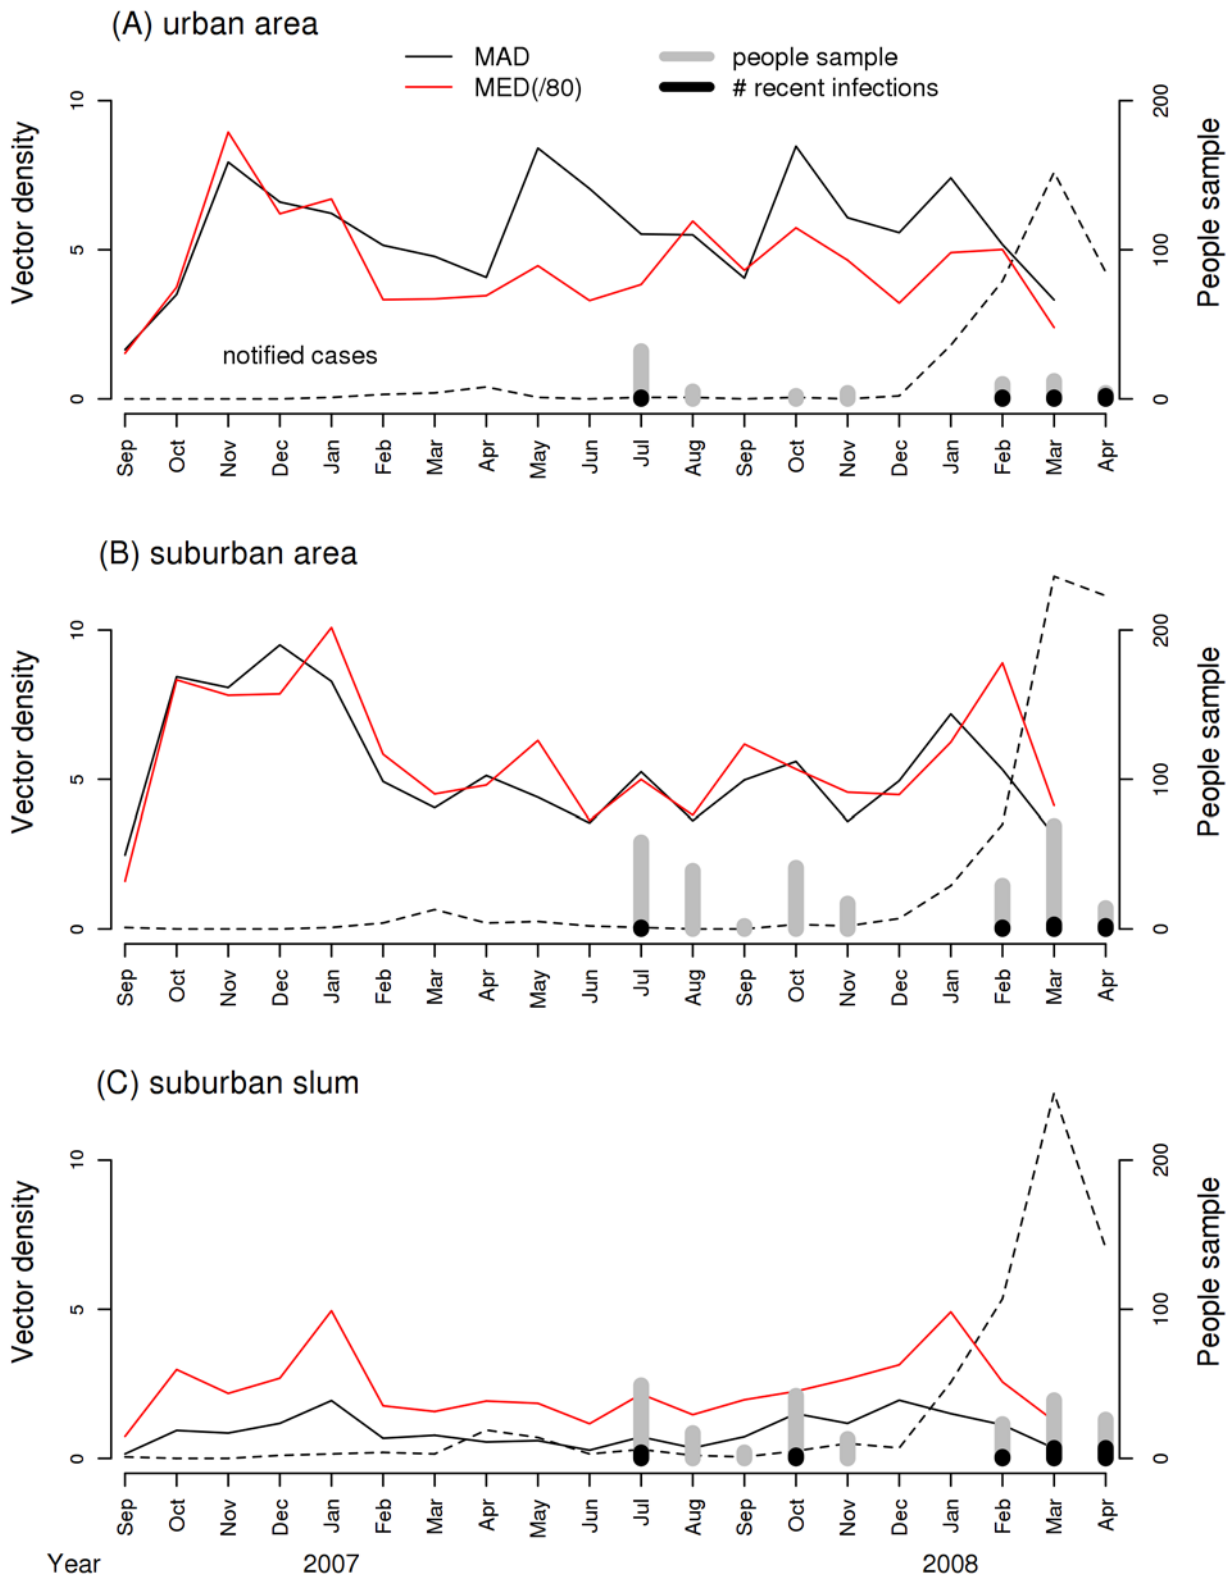 (A) urban area
MAD
people sample
MED(/80)
# recent infections
Vector density
People sample
10
5
0
200
100
0
notified cases
Sep Oct Nov Dec Jan Feb Mar Apr May Jun Jul Aug Sep Oct Nov Dec Jan Feb Mar Apr
(B) suburban area
Vector density
People sample
10
5
0
200
100
0
Sep Oct Nov Dec Jan Feb Mar Apr May Jun Jul Aug Sep Oct Nov Dec Jan Feb Mar Apr
(C) suburban slum
Vector density
People sample
10
5
0
200
100
0
Sep Oct Nov Dec Jan Feb Mar Apr May Jun Jul Aug Sep Oct Nov Dec Jan Feb Mar Apr
Year 2007 2008